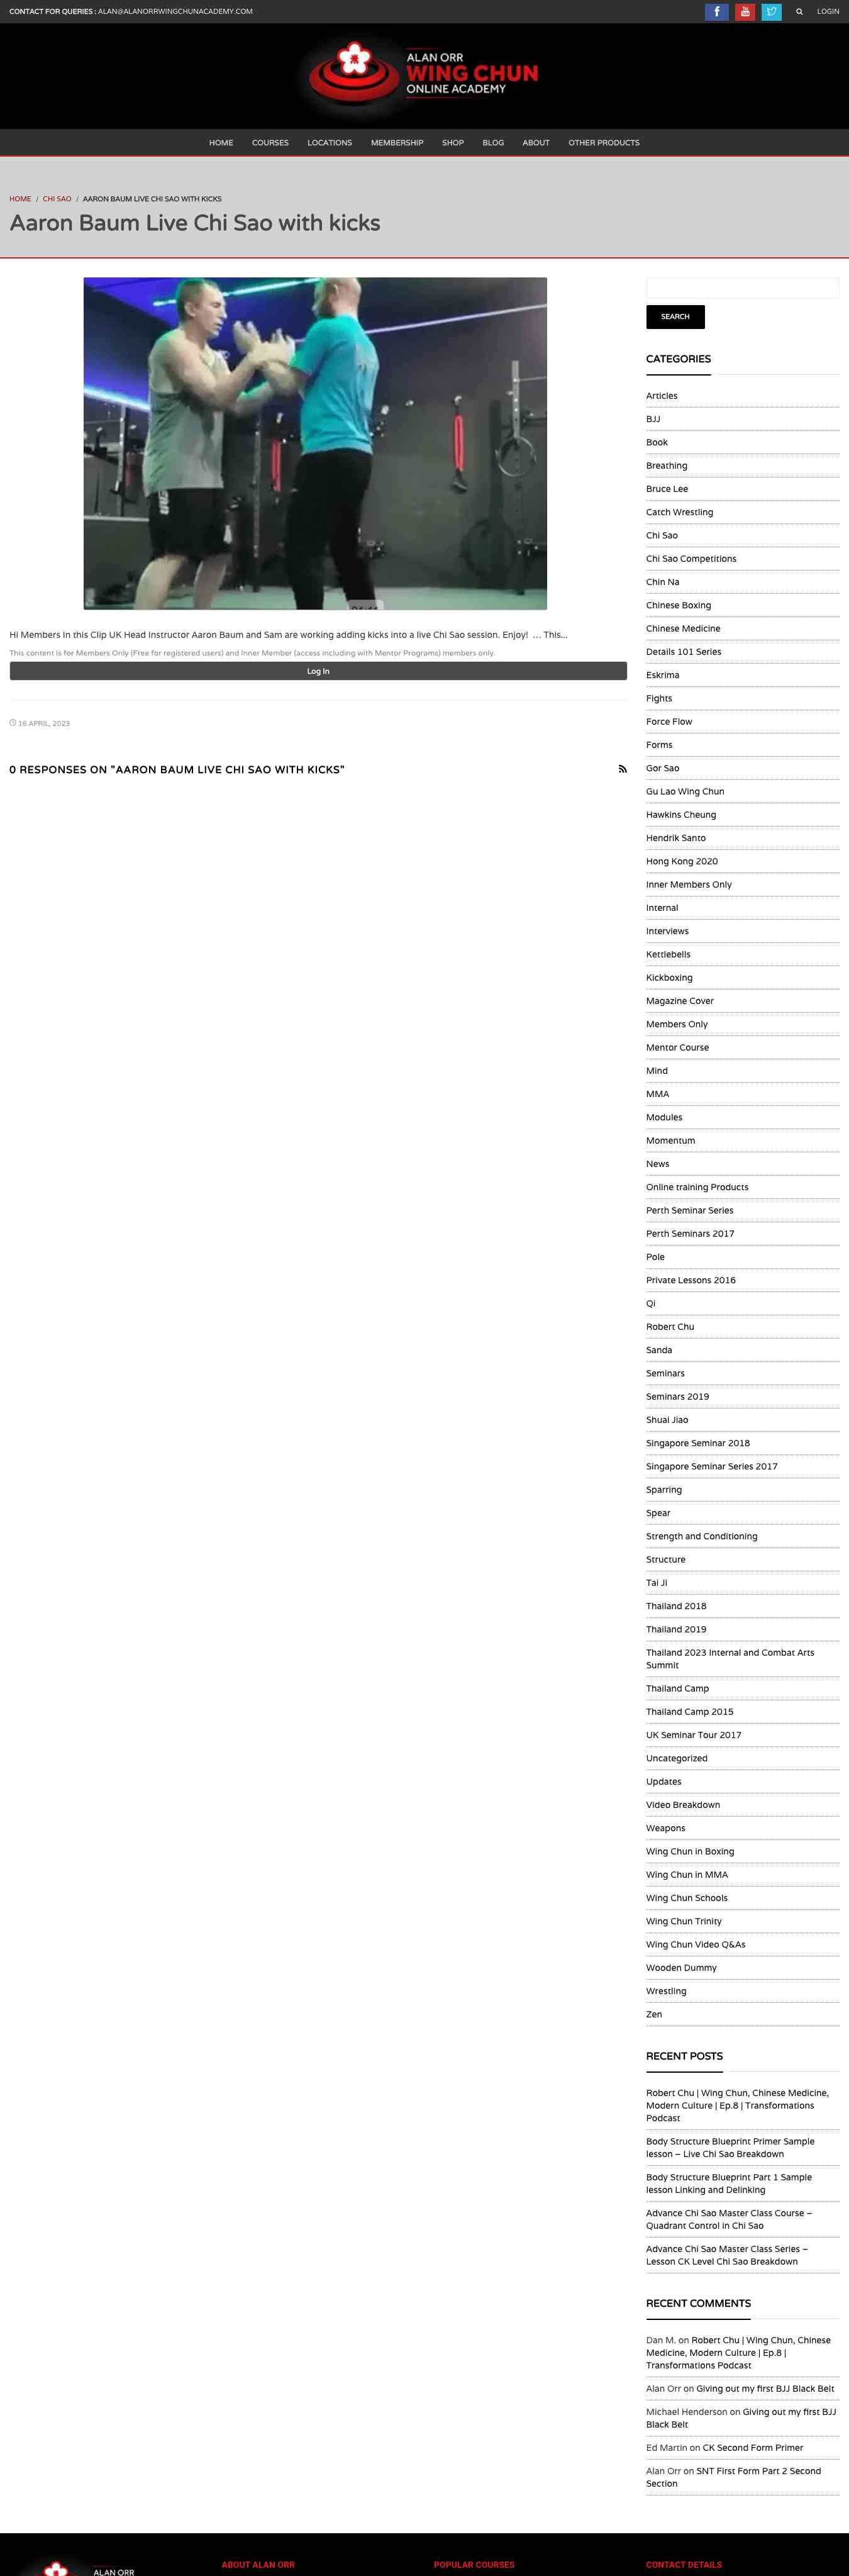 CONTACT FOR QUERIES : ALAN@ALANORRWINGCHUNACADEMY.COM
LOGIN
ALAN ORR
WING CHUN
ONLINE ACADEMY
HOME
COURSES
LOCATIONS
MEMBERSHIP
SHOP
BLOG
ABOUT
OTHER PRODUCTS
HOME / CHI SAO / AARON BAUM LIVE CHI SAO WITH KICKS
Aaron Baum Live Chi Sao with kicks
Hi Members In this Clip UK Head Instructor Aaron Baum and Sam are working adding kicks into a live Chi Sao session. Enjoy!  … This...
This content is for Members Only (Free for registered users) and Inner Member (access including with Mentor Programs) members only.
Log In
16 APRIL, 2023
0 RESPONSES ON "AARON BAUM LIVE CHI SAO WITH KICKS"
SEARCH
CATEGORIES
Articles
BJJ
Book
Breathing
Bruce Lee
Catch Wrestling
Chi Sao
Chi Sao Competitions
Chin Na
Chinese Boxing
Chinese Medicine
Details 101 Series
Eskrima
Fights
Force Flow
Forms
Gor Sao
Gu Lao Wing Chun
Hawkins Cheung
Hendrik Santo
Hong Kong 2020
Inner Members Only
Internal
Interviews
Kettlebells
Kickboxing
Magazine Cover
Members Only
Mentor Course
Mind
MMA
Modules
Momentum
News
Online training Products
Perth Seminar Series
Perth Seminars 2017
Pole
Private Lessons 2016
Qi
Robert Chu
Sanda
Seminars
Seminars 2019
Shuai Jiao
Singapore Seminar 2018
Singapore Seminar Series 2017
Sparring
Spear
Strength and Conditioning
Structure
Tai Ji
Thailand 2018
Thailand 2019
Thailand 2023 Internal and Combat Arts
Summit
Thailand Camp
Thailand Camp 2015
UK Seminar Tour 2017
Uncategorized
Updates
Video Breakdown
Weapons
Wing Chun in Boxing
Wing Chun in MMA
Wing Chun Schools
Wing Chun Trinity
Wing Chun Video Q&As
Wooden Dummy
Wrestling
Zen
RECENT POSTS
Robert Chu | Wing Chun, Chinese Medicine,
Modern Culture | Ep.8 | Transformations
Podcast
Body Structure Blueprint Primer Sample
lesson – Live Chi Sao Breakdown
Body Structure Blueprint Part 1 Sample
lesson Linking and Delinking
Advance Chi Sao Master Class Course –
Quadrant Control in Chi Sao
Advance Chi Sao Master Class Series –
Lesson CK Level Chi Sao Breakdown
RECENT COMMENTS
Dan M. on Robert Chu | Wing Chun, Chinese
Medicine, Modern Culture | Ep.8 |
Transformations Podcast
Alan Orr on Giving out my first BJJ Black Belt
Michael Henderson on Giving out my first BJJ
Black Belt
Ed Martin on CK Second Form Primer
Alan Orr on SNT First Form Part 2 Second
Section
ALAN ORR
ABOUT ALAN ORR
POPULAR COURSES
CONTACT DETAILS